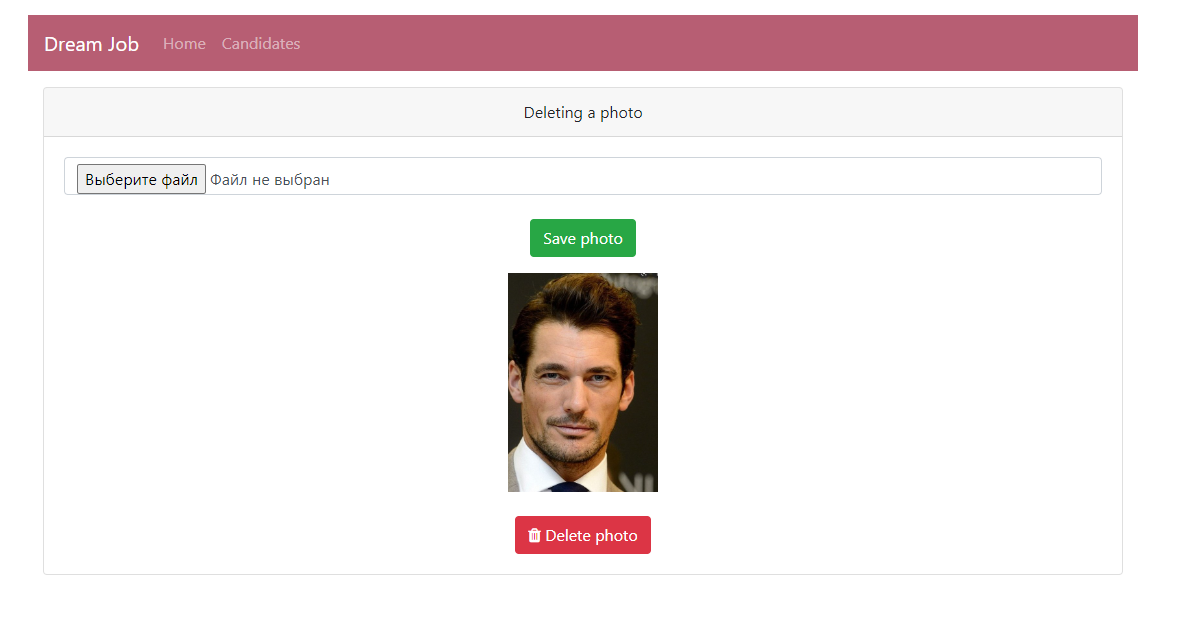 Dream Job Home Candidates
Deleting a photo
Выберите файл Файл не выбран
Save photo
Delete photo